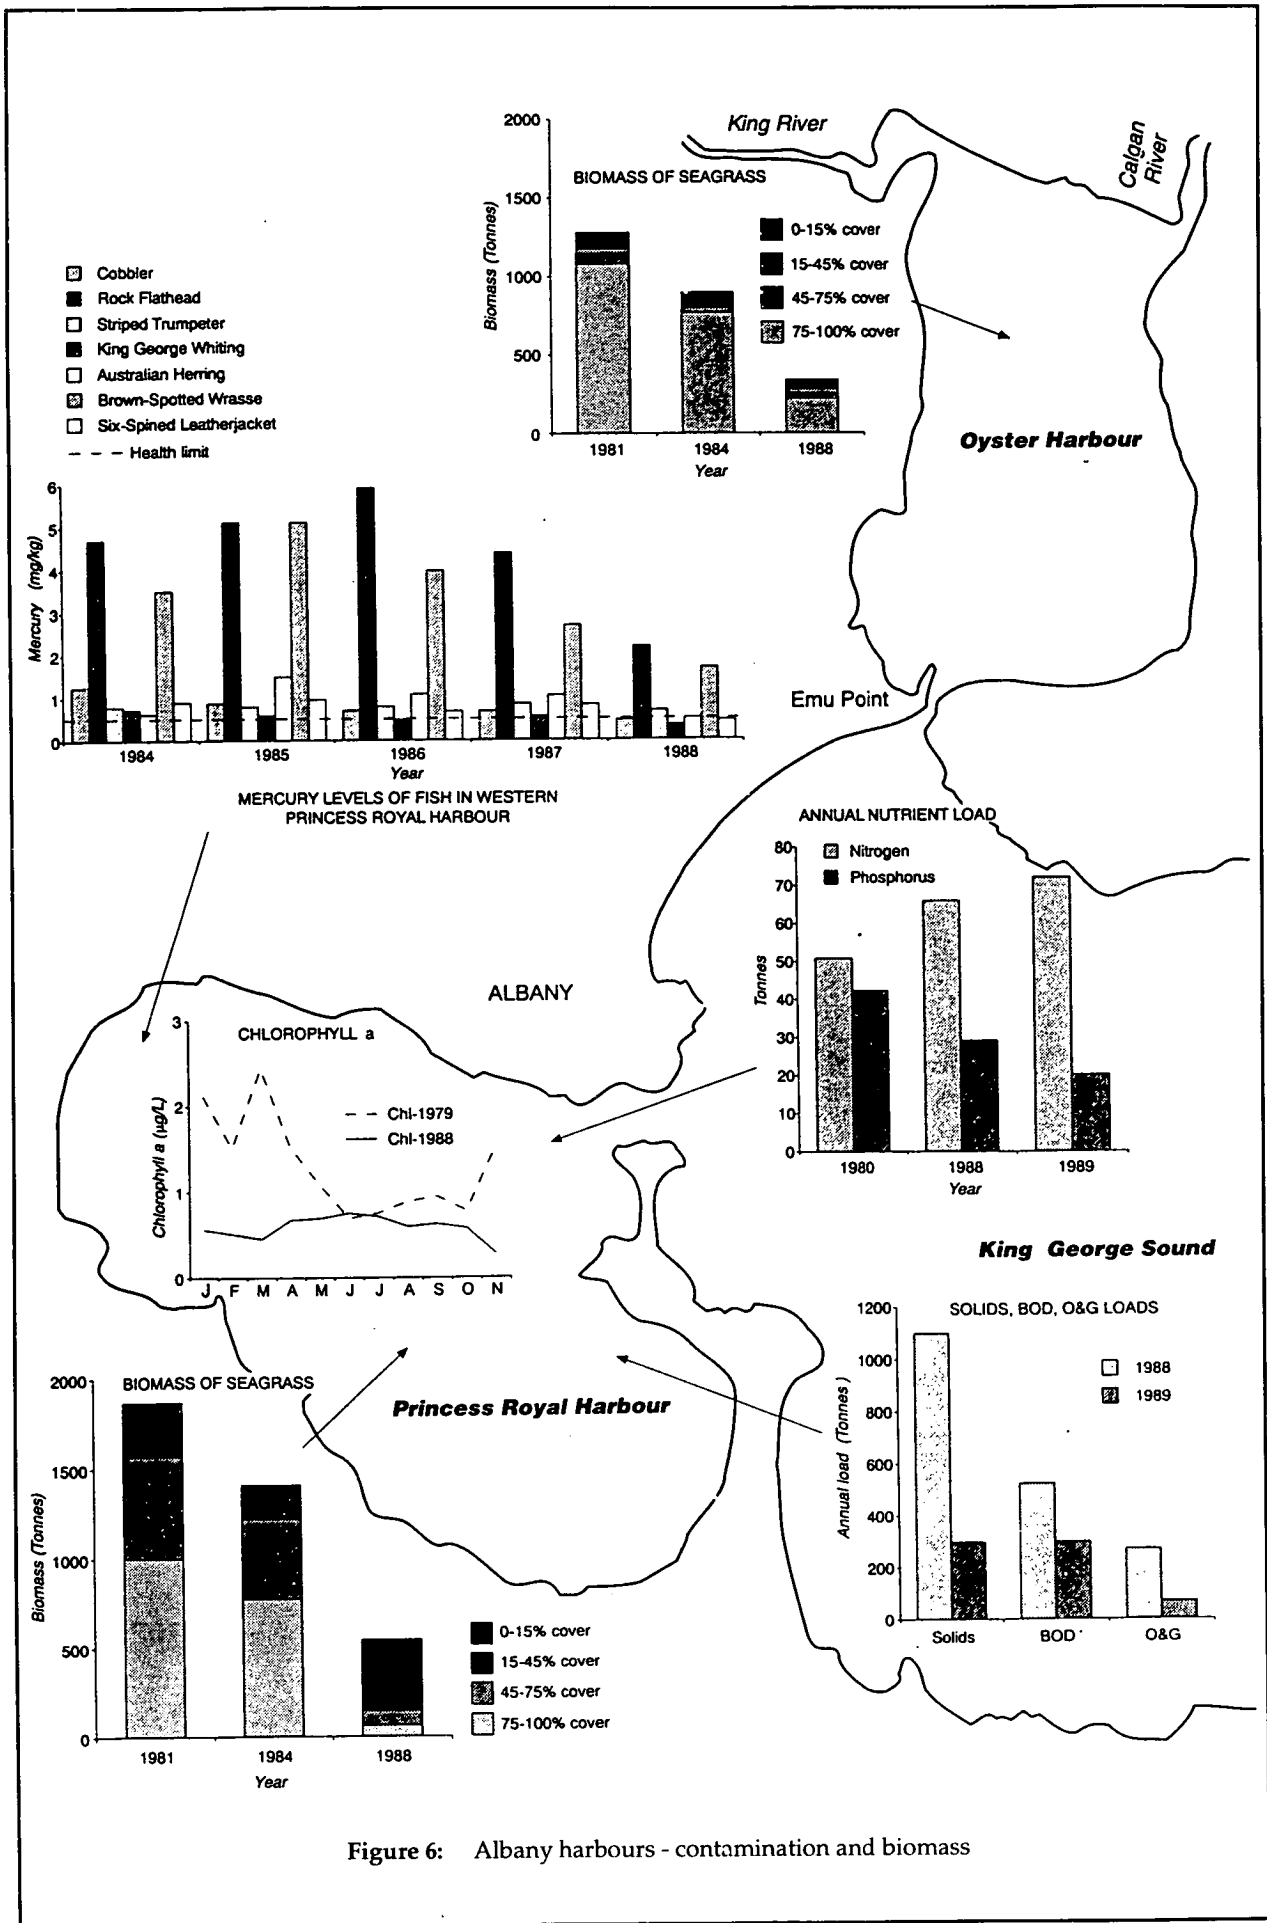 King River
Calgan
River
2000
1500
1000
500
0
Biomass (Tonnes)
BIOMASS OF SEAGRASS
0-15% cover
15-45% cover
45-75% cover
75-100% cover
1981
1984
1988
Year
Oyster Harbour
Cobbler
Rock Flathead
Striped Trumpeter
King George Whiting
Australian Herring
Brown-Spotted Wrasse
Six-Spined Leatherjacket
Health limit
6
5
4
3
2
1
0
Mercury (mg/kg)
1984
1985
1986
1987
1988
Year
MERCURY LEVELS OF FISH IN WESTERN
PRINCESS ROYAL HARBOUR
Emu Point
ANNUAL NUTRIENT LOAD
80
70
60
50
40
30
20
10
0
Tonnes
Nitrogen
Phosphorus
1980
1988
1989
Year
ALBANY
3
2
1
0
Chlorophyll a (µg/L)
CHLOROPHYLL a
Chl-1979
Chl-1988
J F M A M J J A S O N
King George Sound
1200
1000
800
600
400
200
0
Annual load (Tonnes)
SOLIDS, BOD, O&G LOADS
1988
1989
Solids
BOD
O&G
Princess Royal Harbour
2000
1500
1000
500
0
Biomass (Tonnes)
BIOMASS OF SEAGRASS
0-15% cover
15-45% cover
45-75% cover
75-100% cover
1981
1984
1988
Year
Figure 6: Albany harbours - contamination and biomass